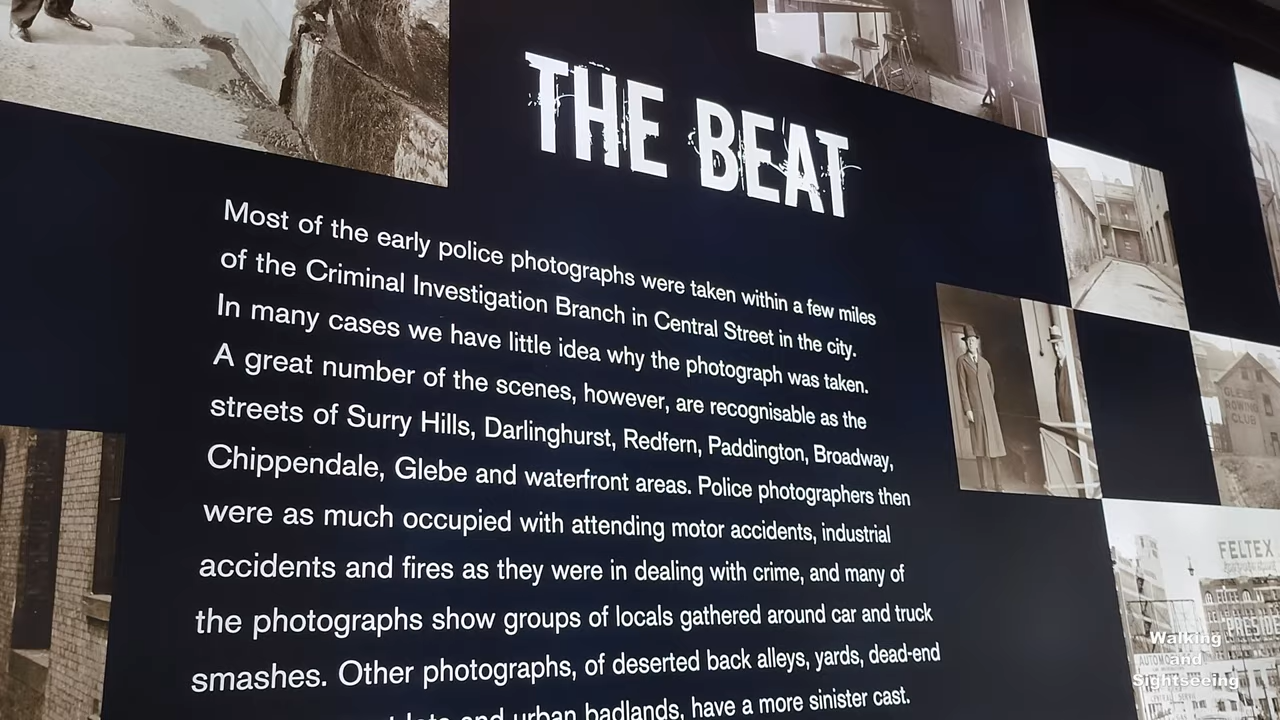 THE BEAT
Most of the early police photographs were taken within a few miles
of the Criminal Investigation Branch in Central Street in the city.
In many cases we have little idea why the photograph was taken.
A great number of the scenes, however, are recognisable as the
streets of Surry Hills, Darlinghurst, Redfern, Paddington, Broadway,
Chippendale, Glebe and waterfront areas. Police photographers then
were as much occupied with attending motor accidents, industrial
accidents and fires as they were in dealing with crime, and many of
the photographs show groups of locals gathered around car and truck
smashes. Other photographs, of deserted back alleys, yards, dead-end
and urban badlands, have a more sinister cast.
GLEBE
ROWING
CLUB
FELTEX
Walking
and
Sightseeing